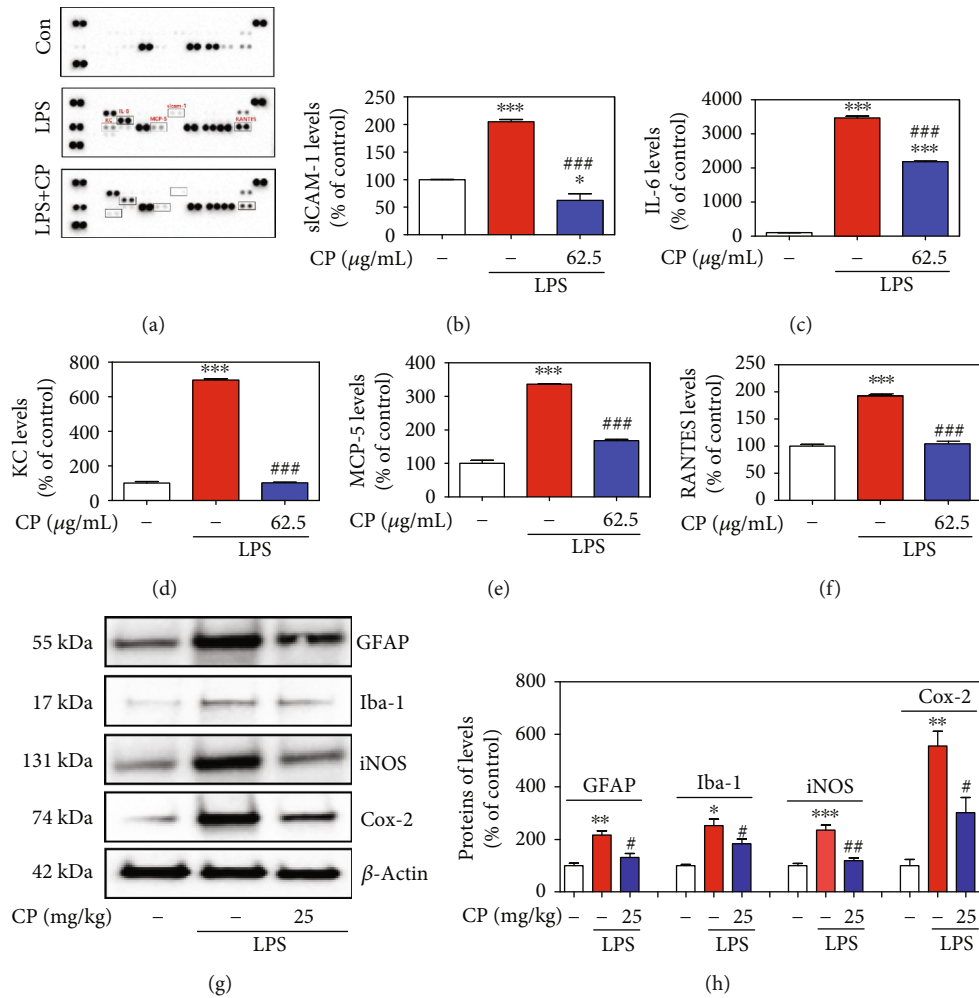 Con
LPS
LPS+CP
KC
IL-6
MCP-5
sIcam-1
RANTES
(a)
sICAM-1 levels
(% of control)
250
200
150
100
50
0
***
###
*
CP (μg/mL)
– – 62.5
LPS
(b)
IL-6 levels
(% of control)
4000
3000
2000
1000
0
***
###
***
CP (μg/mL)
– – 62.5
LPS
(c)
KC levels
(% of control)
800
600
400
200
0
***
###
CP (μg/mL)
– – 62.5
LPS
(d)
MCP-5 levels
(% of control)
400
300
200
100
0
***
###
CP (μg/mL)
– – 62.5
LPS
(e)
RANTES levels
(% of control)
250
200
150
100
50
0
***
###
CP (μg/mL)
– – 62.5
LPS
(f)
55 kDa GFAP
17 kDa Iba-1
131 kDa iNOS
74 kDa Cox-2
42 kDa β-Actin
CP (mg/kg) – – 25
LPS
(g)
Proteins of levels
(% of control)
800
600
400
200
0
GFAP
**
#
Iba-1
*
#
iNOS
***
##
Cox-2
**
#
CP (mg/kg) – – 25 – – 25 – – 25 – – 25
LPS LPS LPS LPS
(h)